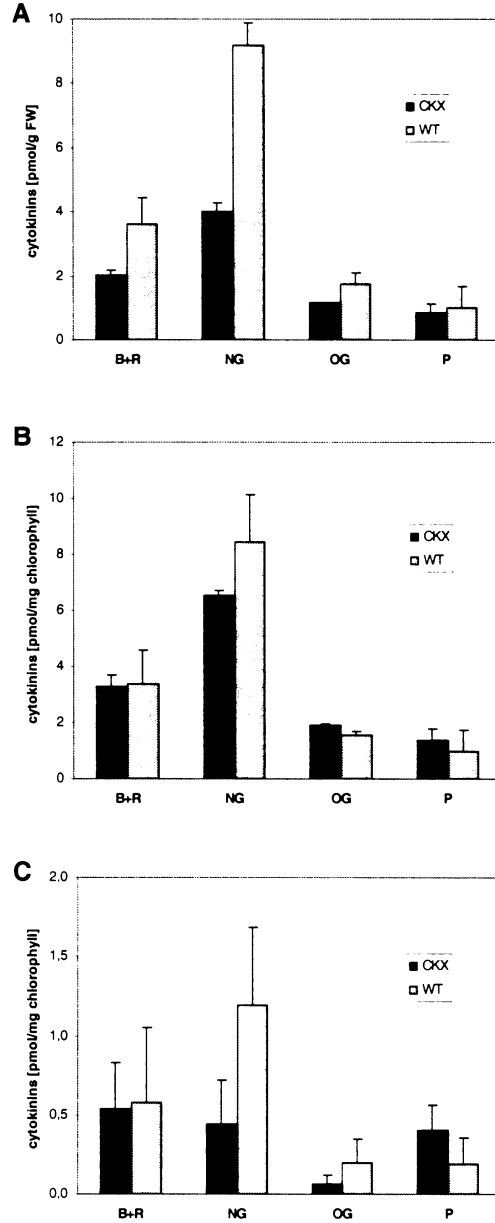 A
cytokinins [pmol/g FW]
10
8
6
4
2
0
CKX
WT
B+R NG OG P
B
cytokinins [pmol/mg chlorophyll]
12
10
8
6
4
2
0
CKX
WT
B+R NG OG P
C
cytokinins [pmol/mg chlorophyll]
2.0
1.5
1.0
0.5
0.0
CKX
WT
B+R NG OG P